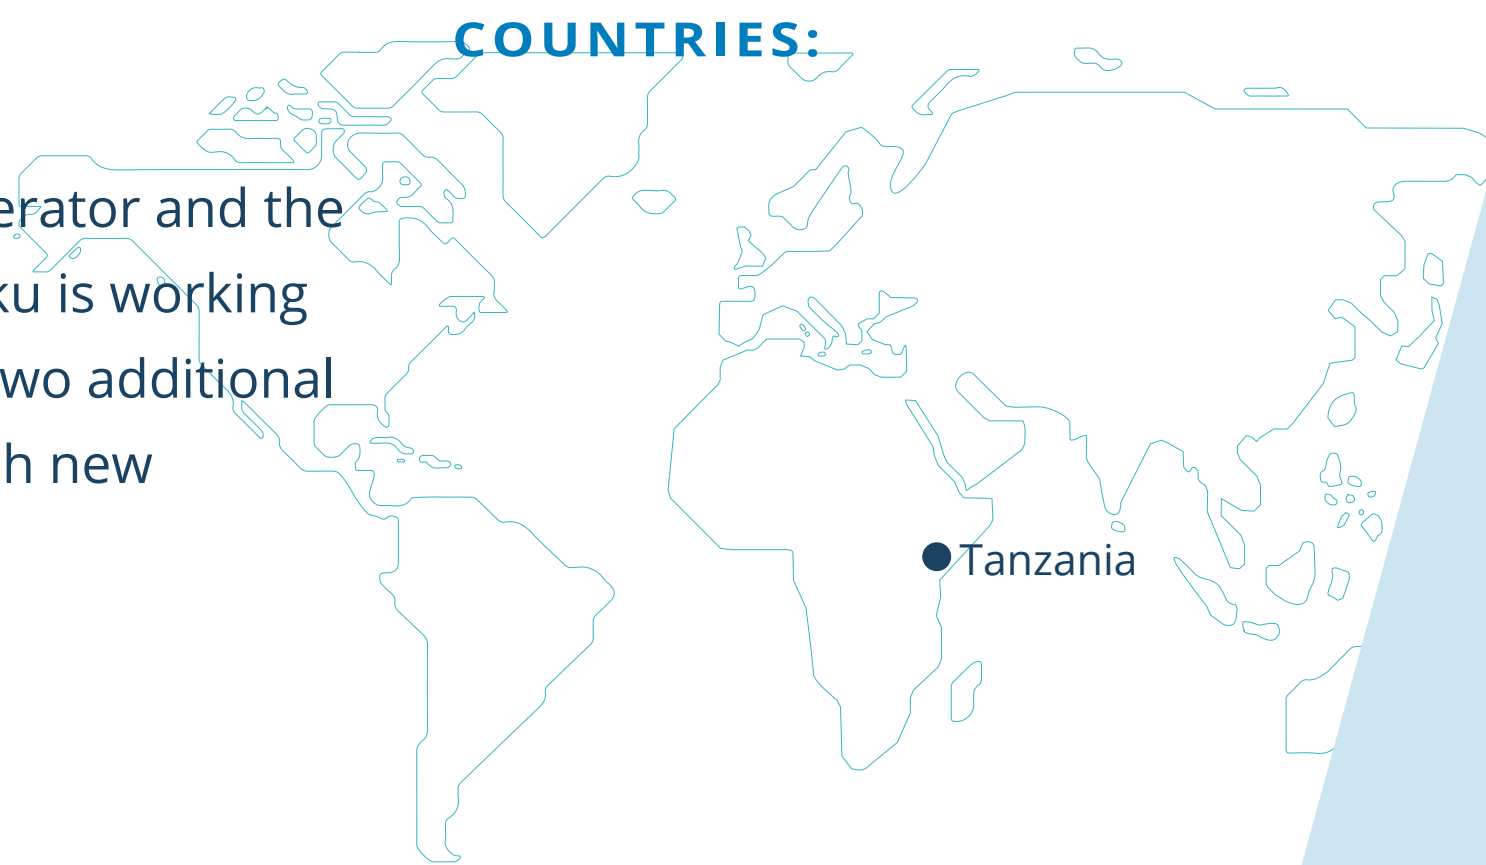 COUNTRIES:
erator and the
ku is working
wo additional
h new
Tanzania